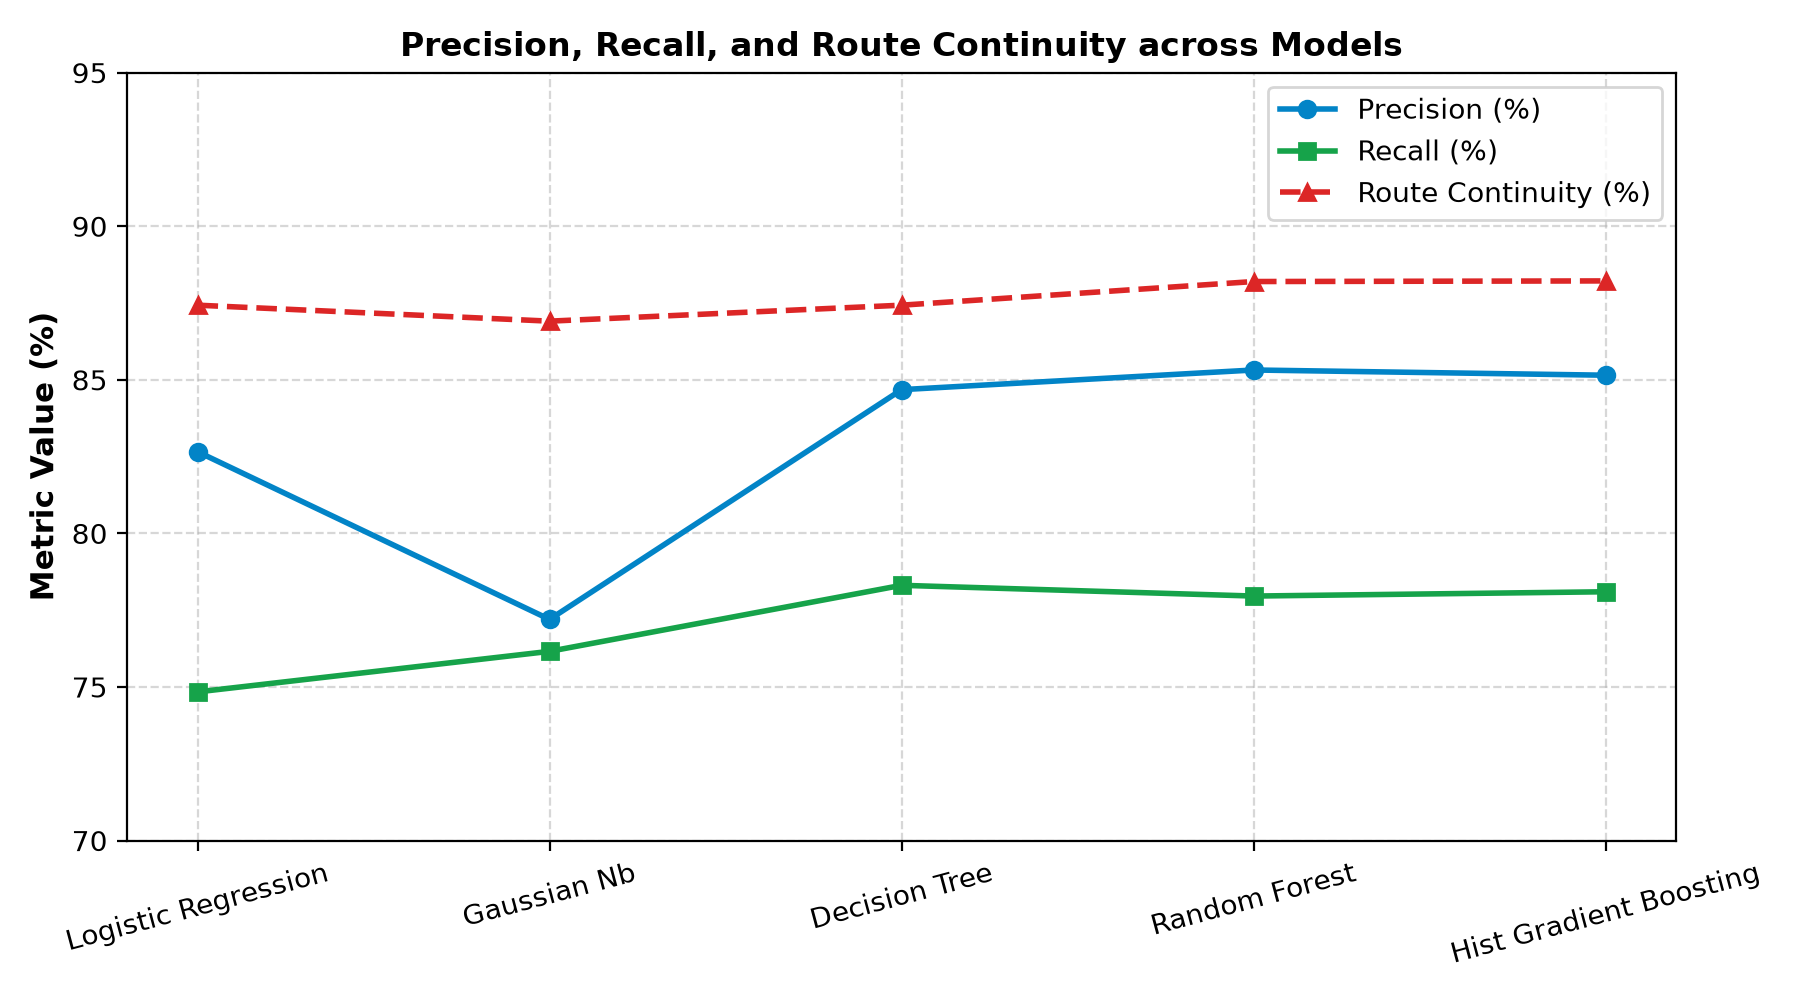 Precision, Recall, and Route Continuity across Models
Metric Value (%)
95
90
85
80
75
70
Precision (%)
Recall (%)
Route Continuity (%)
Logistic Regression
Gaussian Nb
Decision Tree
Random Forest
Hist Gradient Boosting